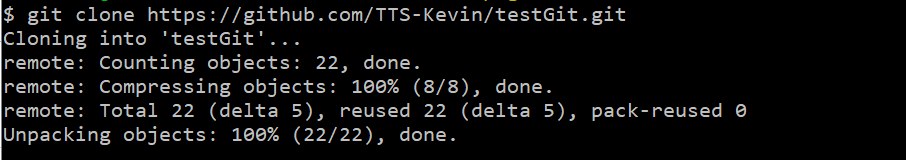 $ git clone https://github.com/TTS-Kevin/testGit.git
Cloning into 'testGit'...
remote: Counting objects: 22, done.
remote: Compressing objects: 100% (8/8), done.
remote: Total 22 (delta 5), reused 22 (delta 5), pack-reused 0
Unpacking objects: 100% (22/22), done.